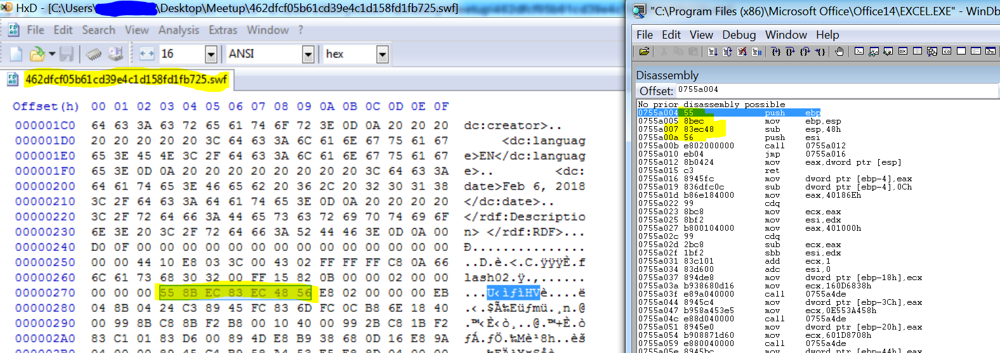 HxD - [C:\Users\ \Desktop\Meetup\462dfcf05b61cd39e4c1d158fd1fb725.swf]
File Edit Search View Analysis Extras Window ?
16 ANSI hex
462dfcf05b61cd39e4c1d158fd1fb725.swf
Offset(h) 00 01 02 03 04 05 06 07 08 09 0A 0B 0C 0D 0E 0F
000001C0 64 63 3A 63 72 65 61 74 6F 72 3E 0D 0A 20 20 20 dc:creator>..
000001D0 20 20 20 20 20 3C 64 63 3A 6C 61 6E 67 75 61 67 <dc:languag
000001E0 65 3E 45 4E 3C 2F 64 63 3A 6C 61 6E 67 75 61 67 e>EN</dc:languag
000001F0 65 3E 0D 0A 20 20 20 20 20 20 20 20 3C 64 63 3A e>.. <dc:
00000200 64 61 74 65 3E 46 65 62 20 36 2C 20 32 30 31 38 date>Feb 6, 2018
00000210 3C 2F 64 63 3A 64 61 74 65 3E 0D 0A 20 20 20 20 </dc:date>..
00000220 3C 2F 72 64 66 3A 44 65 73 63 72 69 70 74 69 6F </rdf:Descriptio
00000230 6E 3E 20 3C 2F 72 64 66 3A 52 44 46 3E 0D 0A 00 n> </rdf:RDF>...
00000240 D0 0F 00 00 00 00 00 00 00 00 00 00 00 00 00 00 Ð...............
00000250 00 00 44 10 E8 03 3C 00 43 02 FF FF FF C8 0A 66 ..D.è.<.C.ÿÿÿÈ.f
00000260 6C 61 73 68 30 32 00 FF 15 82 0B 00 00 02 00 00 lash02.ÿ.‚......
00000270 00 00 00 55 8B EC 83 EC 48 56 E8 02 00 00 00 EB ...U‹ìƒìHVè....ë
00000280 04 8B 04 24 C3 89 45 FC 83 6D FC 0C B8 6E 18 40 .‹.$Ã‰Eüƒmü.¸n.@
00000290 00 99 8B C8 8B F2 B8 00 10 40 00 99 2B C8 1B F2 .™‹È‹ò¸..@.™+È.ò
000002A0 83 C1 01 83 D6 00 89 4D E8 B9 38 68 0D 16 E8 9A ƒÁ.ƒÖ.‰Mè¹8h..èš
"C:\Program Files (x86)\Microsoft Office\Office14\EXCEL.EXE" - WinDb
File Edit View Debug Window Help
Disassembly
Offset: 0755a004
No prior disassembly possible
0755a004 55 push ebp
0755a005 8bec mov ebp,esp
0755a007 83ec48 sub esp,48h
0755a00a 56 push esi
0755a00b e802000000 call 0755a012
0755a010 eb04 jmp 0755a016
0755a012 8b0424 mov eax,dword ptr [esp]
0755a015 c3 ret
0755a016 8945fc mov dword ptr [ebp-4],eax
0755a019 836dfc0c sub dword ptr [ebp-4],0Ch
0755a01d b86e184000 mov eax,40186Eh
0755a022 99 cdq
0755a023 8bc8 mov ecx,eax
0755a025 8bf2 mov esi,edx
0755a027 b800104000 mov eax,401000h
0755a02c 99 cdq
0755a02d 2bc8 sub ecx,eax
0755a02f 1bf2 sbb esi,edx
0755a031 83c101 add ecx,1
0755a034 83d600 adc esi,0
0755a037 894de8 mov dword ptr [ebp-18h],ecx
0755a03a b938680d16 mov ecx,160D6838h
0755a03f e89a040000 call 0755a4de
0755a044 8945c4 mov dword ptr [ebp-3Ch],eax
0755a047 b958a453e5 mov ecx,0E553A458h
0755a04c e88d040000 call 0755a4de
0755a051 8945e0 mov dword ptr [ebp-20h],eax
0755a054 b908871d60 mov ecx,601D8708h
0755a059 e880040000 call 0755a4de
0755a05e 8945bc mov dword ptr [ebp-44h],eax